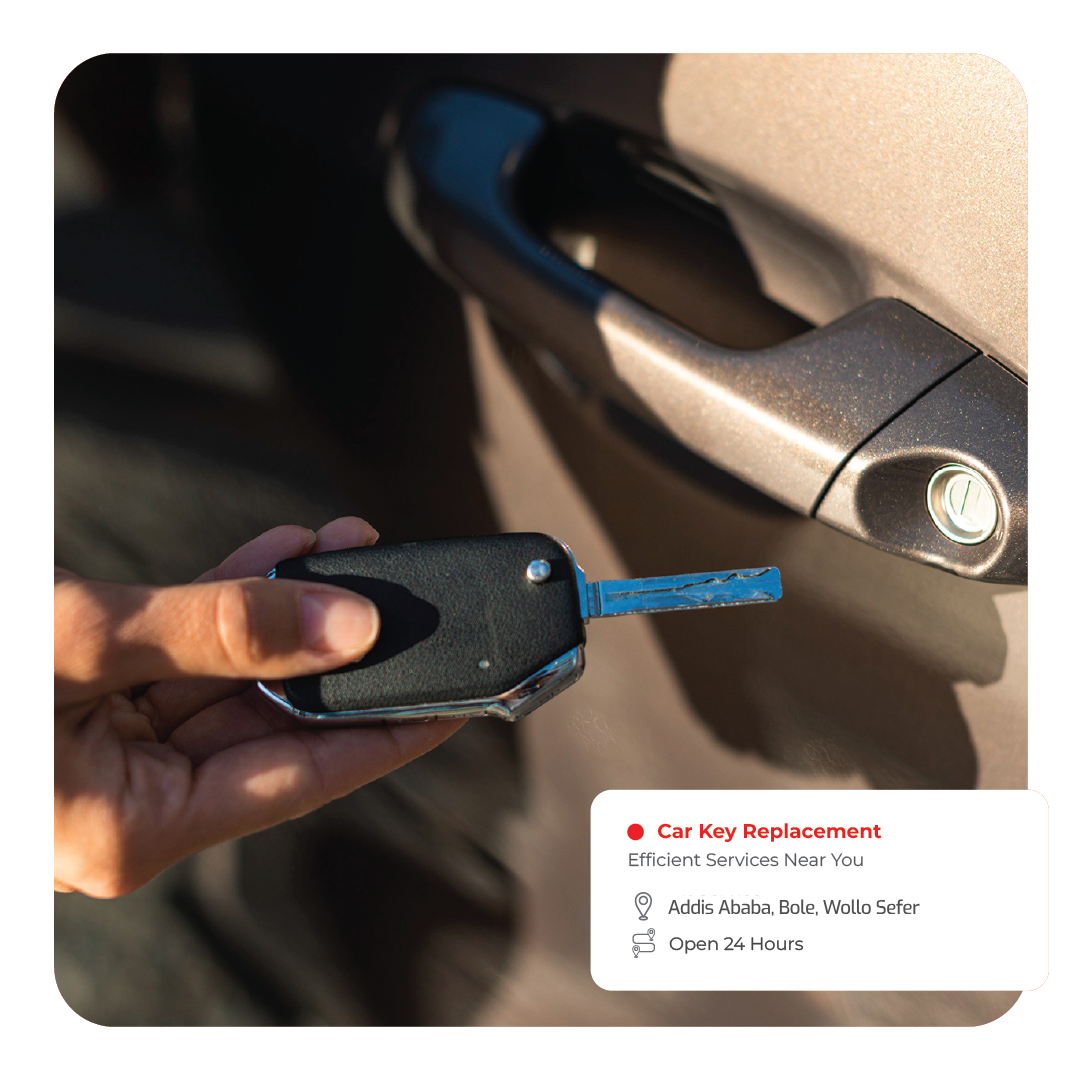 Car Key Replacement
Efficient Services Near You
Addis Ababa, Bole, Wollo Sefer
Open 24 Hours